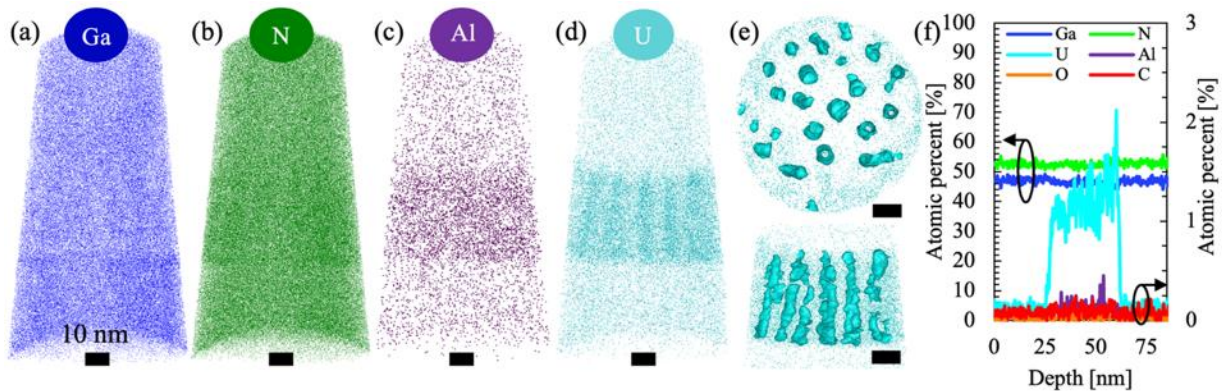 (a) Ga (b) N (c) Al (d) U (e) (f)
10 nm
Atomic percent [%]
100
90
80
70
60
50
40
30
20
10
0
Ga N
U Al
O C
3
2
1
0
Atomic percent [%]
0 25 50 75
Depth [nm]